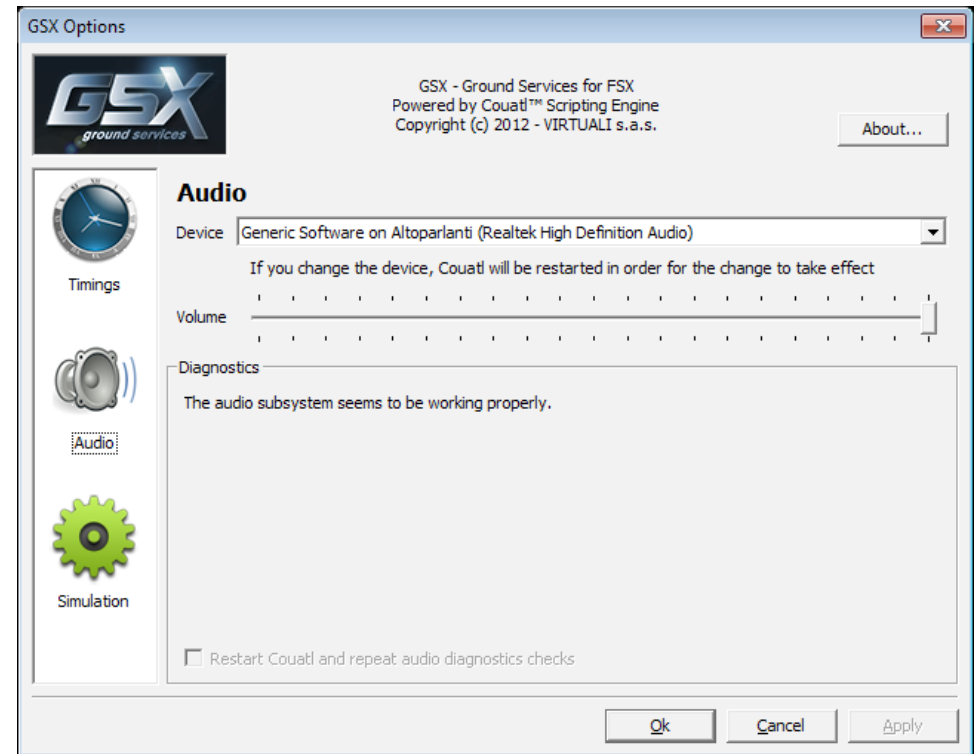 GSX Options
GSX
ground services
GSX - Ground Services for FSX
Powered by Couatl™ Scripting Engine
Copyright (c) 2012 - VIRTUALI s.a.s.
About...
Timings
Audio
Simulation
Audio
Device Generic Software on Altoparlanti (Realtek High Definition Audio)
If you change the device, Couatl will be restarted in order for the change to take effect
Volume
Diagnostics
The audio subsystem seems to be working properly.
Restart Couatl and repeat audio diagnostics checks
Ok Cancel Apply